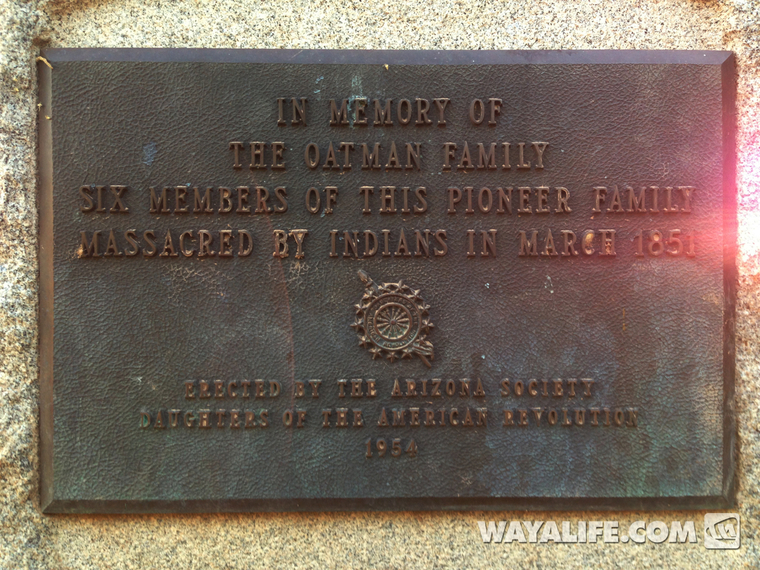 IN MEMORY OF
THE OATMAN FAMILY
SIX MEMBERS OF THIS PIONEER FAMILY
MASSACRED BY INDIANS IN MARCH 1851
ERECTED BY THE ARIZONA SOCIETY
DAUGHTERS OF THE AMERICAN REVOLUTION
1954
WAYALIFE.COM